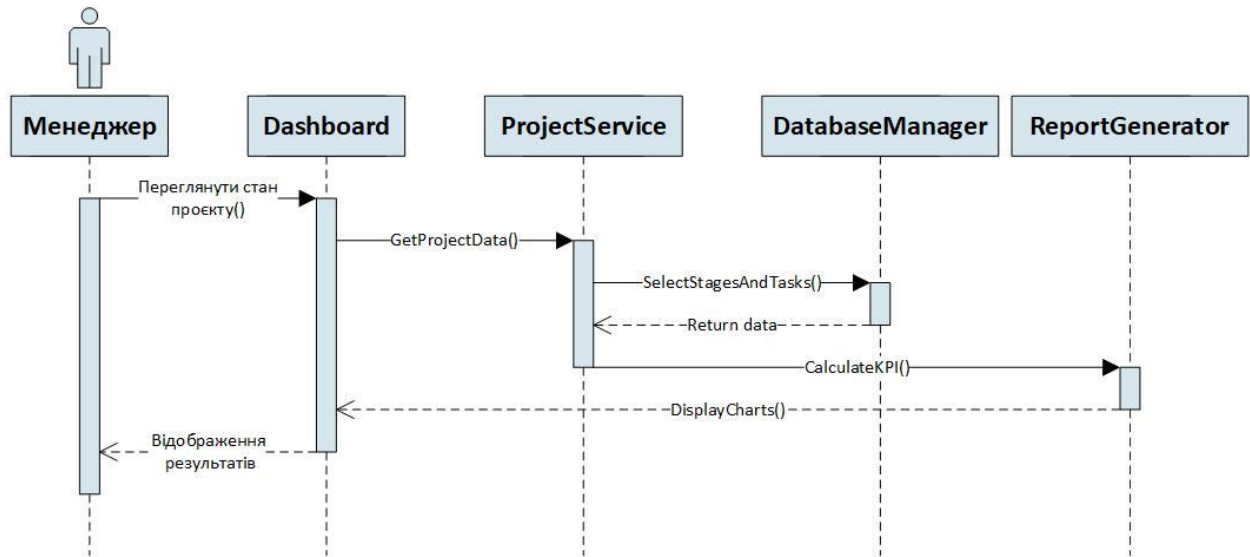 Менеджер
Dashboard
ProjectService
DatabaseManager
ReportGenerator
Переглянути стан
проєкту()
GetProjectData()
SelectStagesAndTasks()
Return data
CalculateKPI()
DisplayCharts()
Відображення
результатів